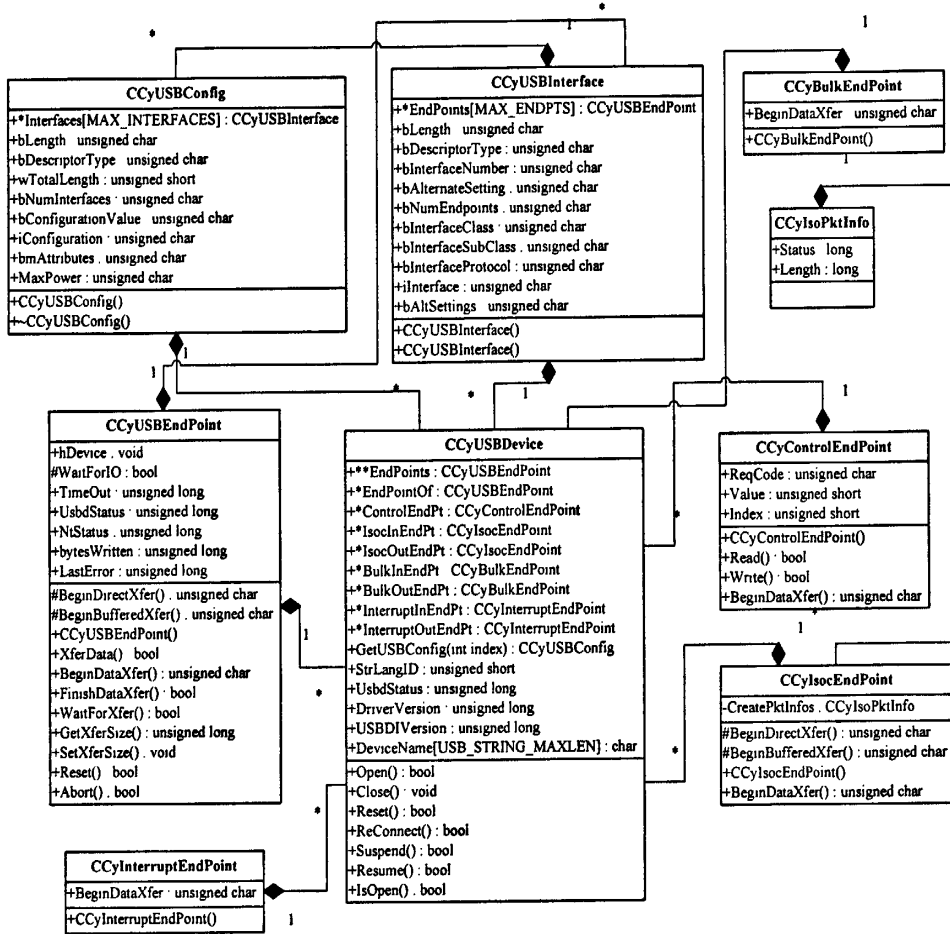 *
1
*
1
CCyUSBConfig
+*Interfaces[MAX_INTERFACES] : CCyUSBInterface
+bLength unsigned char
+bDescriptorType unsigned char
+wTotalLength : unsigned short
+bNumInterfaces : unsigned char
+bConfigurationValue unsigned char
+iConfiguration : unsigned char
+bmAttributes . unsigned char
+MaxPower : unsigned char
+CCyUSBConfig()
+~CCyUSBConfig()
CCyUSBInterface
+*EndPoints[MAX_ENDPTS] : CCyUSBEndPoint
+bLength unsigned char
+bDescriptorType : unsigned char
+bInterfaceNumber : unsigned char
+bAlternateSetting . unsigned char
+bNumEndpoints . unsigned char
+bInterfaceClass : unsigned char
+bInterfaceSubClass . unsigned char
+bInterfaceProtocol : unsigned char
+iInterface : unsigned char
+bAltSettings unsigned char
+CCyUSBInterface()
+CCyUSBInterface()
CCyBulkEndPoint
+BeginDataXfer unsigned char
+CCyBulkEndPoint()
1
CCyIsoPktInfo
+Status long
+Length : long
1
1
*
*
1
*
1
CCyUSBEndPoint
+hDevice . void
#WaitForIO : bool
+TimeOut : unsigned long
+UsbdStatus : unsigned long
+NtStatus . unsigned long
+bytesWritten : unsigned long
+LastError : unsigned long
#BeginDirectXfer() . unsigned char
#BeginBufferedXfer() . unsigned char
+CCyUSBEndPoint()
+XferData() bool
+BeginDataXfer() : unsigned char
+FinishDataXfer() : bool
+WaitForXfer() : bool
+GetXferSize() : unsigned long
+SetXferSize() . void
+Reset() bool
+Abort() . bool
1
*
*
CCyUSBDevice
+**EndPoints : CCyUSBEndPoint
+*EndPointOf : CCyUSBEndPoint
+*ControlEndPt : CCyControlEndPoint
+*IsocInEndPt : CCyIsocEndPoint
+*IsocOutEndPt : CCyIsocEndPoint
+*BulkInEndPt CCyBulkEndPoint
+*BulkOutEndPt : CCyBulkEndPoint
+*InterruptInEndPt : CCyInterruptEndPoint
+*InterruptOutEndPt : CCyInterruptEndPoint
+GetUSBConfig(int index) : CCyUSBConfig
+StrLangID : unsigned short
+UsbdStatus : unsigned long
+DriverVersion : unsigned long
+USBDIVersion : unsigned long
+DeviceName[USB_STRING_MAXLEN] : char
+Open() : bool
+Close() : void
+Reset() : bool
+ReConnect() : bool
+Suspend() : bool
+Resume() : bool
+IsOpen() . bool
*
CCyControlEndPoint
+ReqCode : unsigned char
+Value : unsigned short
+Index : unsigned short
+CCyControlEndPoint()
+Read() : bool
+Write() : bool
+BeginDataXfer() : unsigned char
1
*
*
CCyIsocEndPoint
-CreatePktInfos . CCyIsoPktInfo
#BeginDirectXfer() : unsigned char
#BeginBufferedXfer() : unsigned char
+CCyIsocEndPoint()
+BeginDataXfer() : unsigned char
CCyInterruptEndPoint
+BeginDataXfer : unsigned char
+CCyInterruptEndPoint()
1